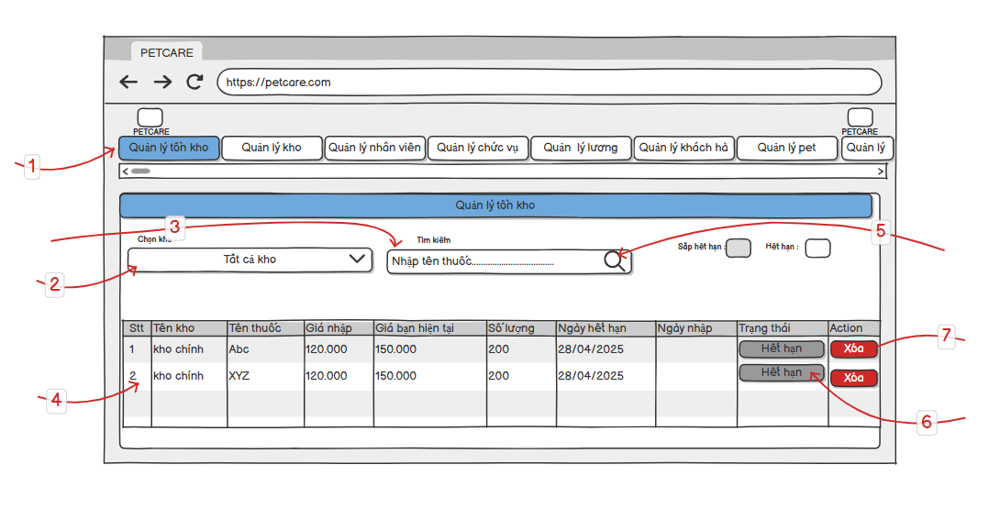 PETCARE
https://petcare.com
PETCARE
PETCARE
Quản lý tồn kho
Quản lý kho
Quản lý nhân viên
Quản lý chức vụ
Quản lý lương
Quản lý khách hà
Quản lý pet
Quản lý
1
Quản lý tồn kho
3
5
Chọn kho
Tìm kiếm
Sắp hết hạn :
Hết hạn :
Tất cả kho
Nhập tên thuốc....................................
2
Stt Tên kho Tên thuốc Giá nhập Giá bạn hiện tại Số lượng Ngày hết hạn Ngày nhập Trạng thái Action
7
1 kho chính Abc 120.000 150.000 200 28/04/2025 Hết hạn Xóa
2 kho chính XYZ 120.000 150.000 200 28/04/2025 Hết hạn Xóa
4
6